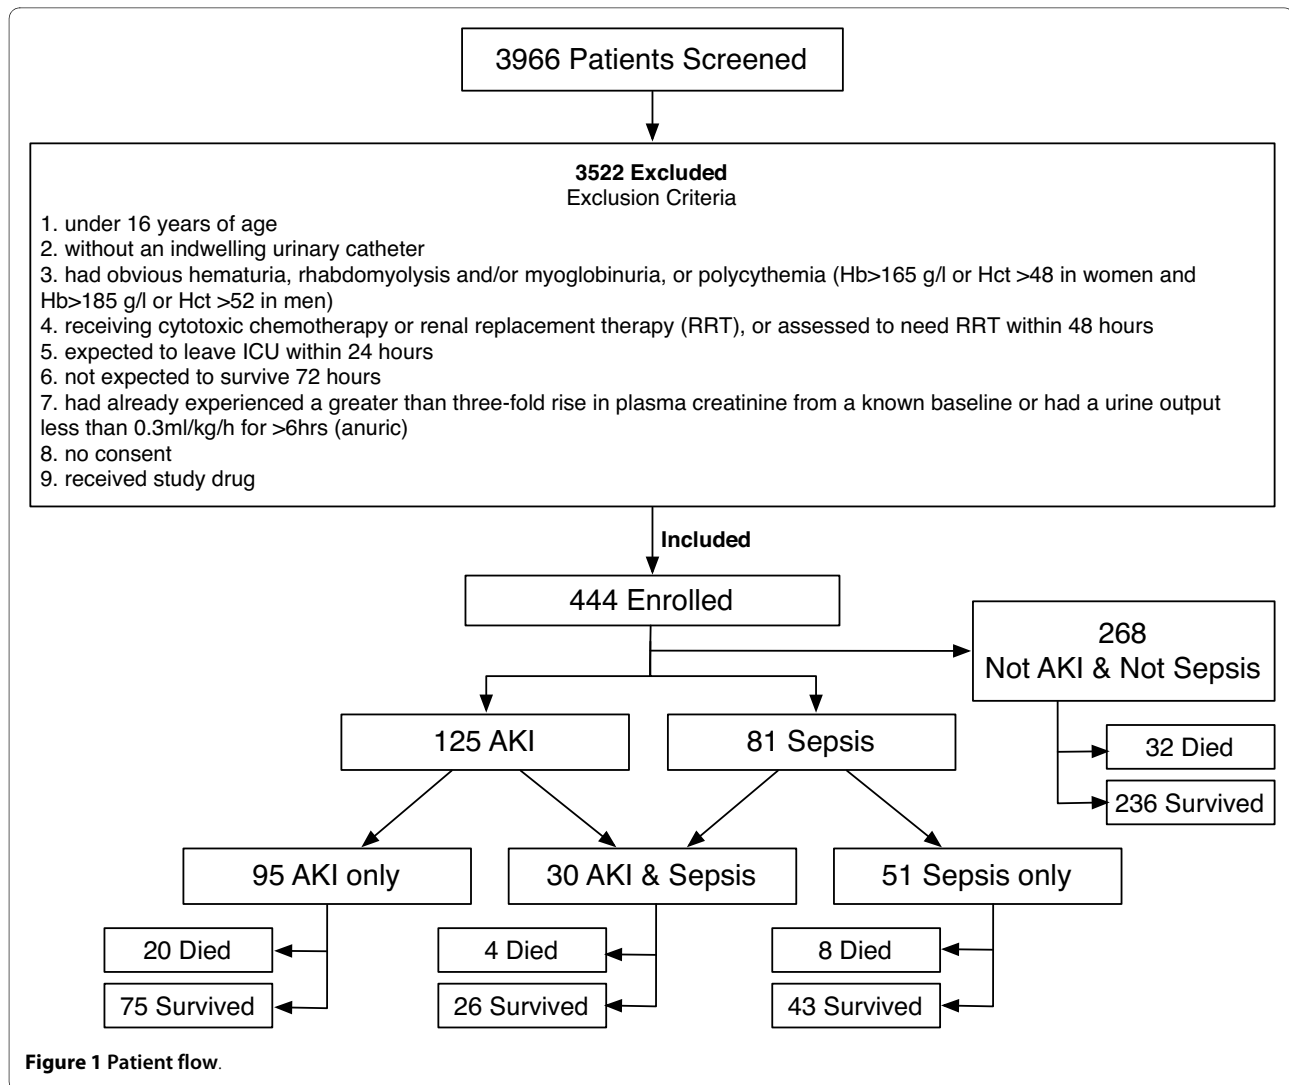 3966 Patients Screened
3522 Excluded
Exclusion Criteria
1. under 16 years of age
2. without an indwelling urinary catheter
3. had obvious hematuria, rhabdomyolysis and/or myoglobinuria, or polycythemia (Hb>165 g/l or Hct >48 in women and
Hb>185 g/l or Hct >52 in men)
4. receiving cytotoxic chemotherapy or renal replacement therapy (RRT), or assessed to need RRT within 48 hours
5. expected to leave ICU within 24 hours
6. not expected to survive 72 hours
7. had already experienced a greater than three-fold rise in plasma creatinine from a known baseline or had a urine output
less than 0.3ml/kg/h for >6hrs (anuric)
8. no consent
9. received study drug
Included
444 Enrolled
268
Not AKI & Not Sepsis
125 AKI
81 Sepsis
32 Died
236 Survived
95 AKI only
30 AKI & Sepsis
51 Sepsis only
20 Died
4 Died
8 Died
75 Survived
26 Survived
43 Survived
Figure 1 Patient flow.